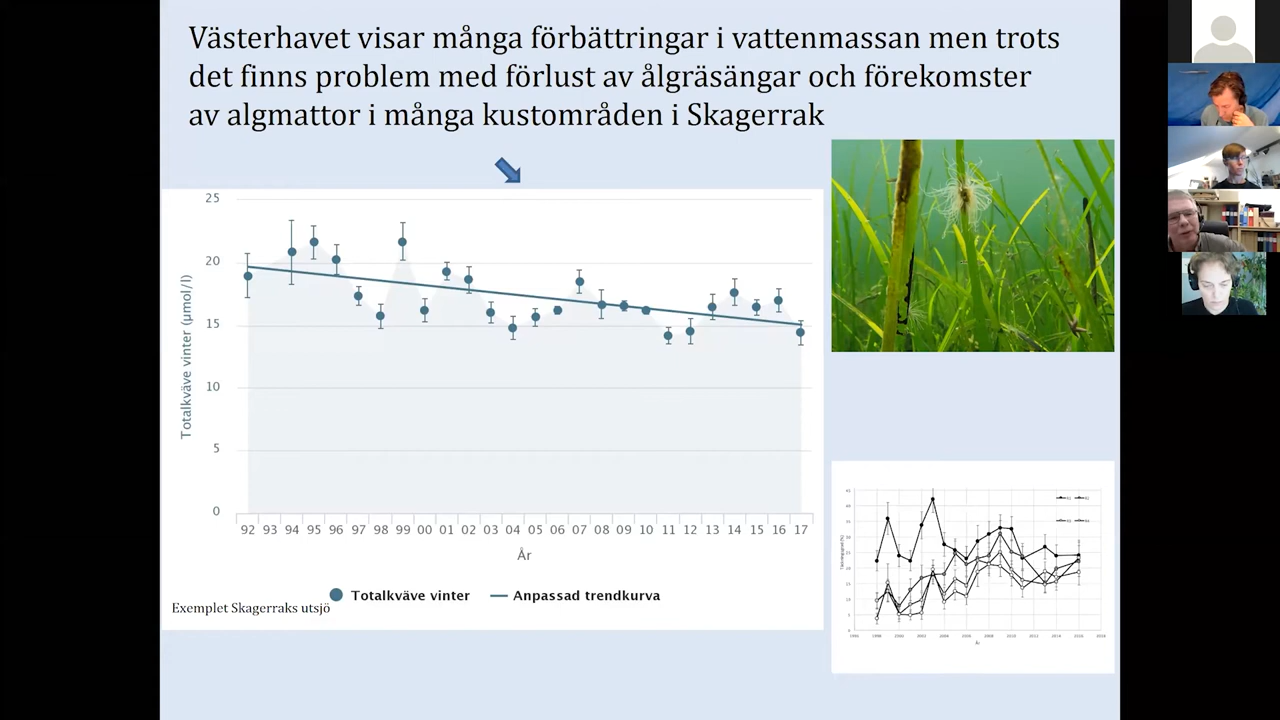 Västerhavet visar många förbättringar i vattenmassan men trots
det finns problem med förlust av ålgräsängar och förekomster
av algmattor i många kustområden i Skagerrak
25
20
15
10
5
0
Totalkväve vinter (µmol/l)
92 93 94 95 96 97 98 99 00 01 02 03 04 05 06 07 08 09 10 11 12 13 14 15 16 17
År
Totalkväve vinter
Anpassad trendkurva
Exemplet Skagerraks utsjö
År